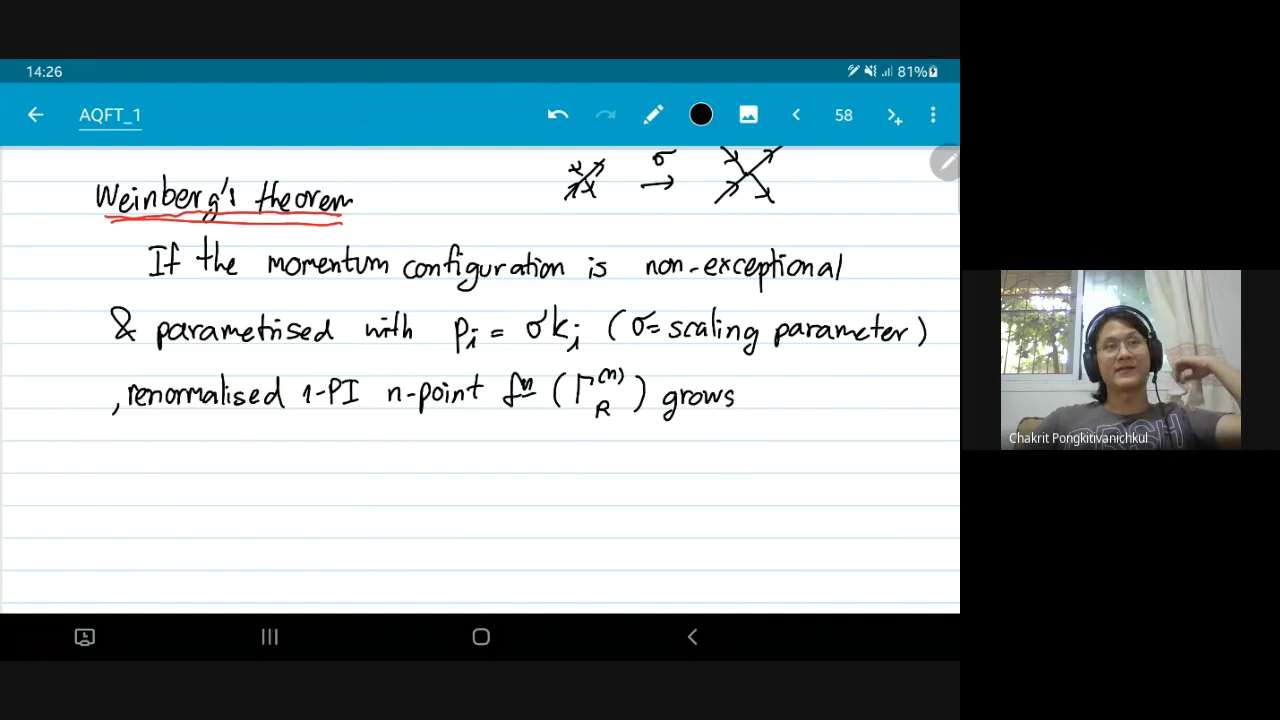 14:26
81%
AQFT_1
58
σ
Weinberg's theorem
If the momentum configuration is non-exceptional
& parametrised with pᵢ = σkᵢ (σ = scaling parameter)
, renormalised 1-PI n-point fⁿ (Γ_R^(n)) grows
Chakrit Pongkitivanichkul